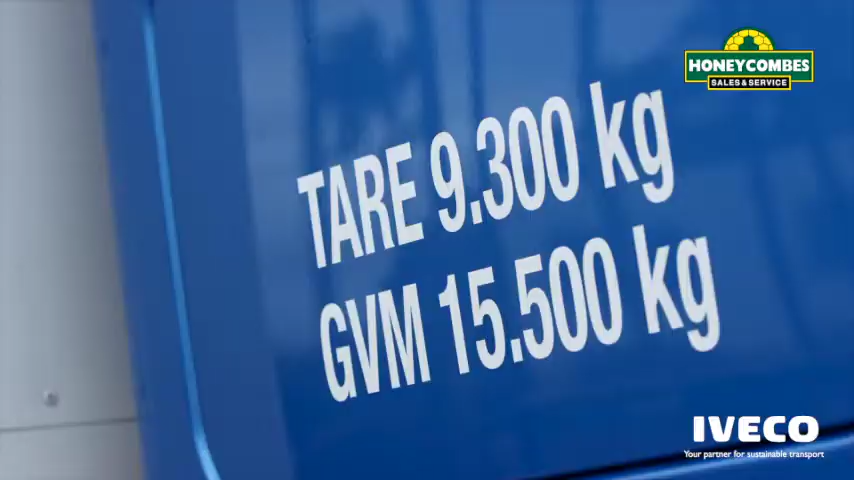 HONEYCOMBES
SALES & SERVICE
TARE 9.300 kg
GVM 15.500 kg
IVECO
Your partner for sustainable transport